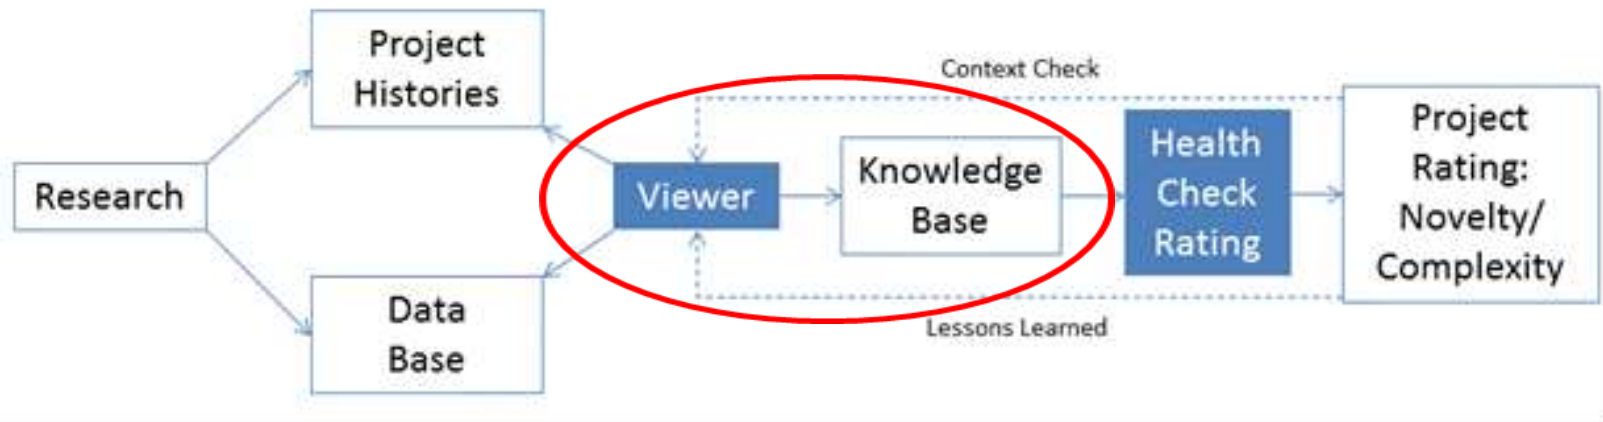 Research
Project
Histories
Data
Base
Viewer
Knowledge
Base
Context Check
Lessons Learned
Health
Check
Rating
Project
Rating:
Novelty/
Complexity